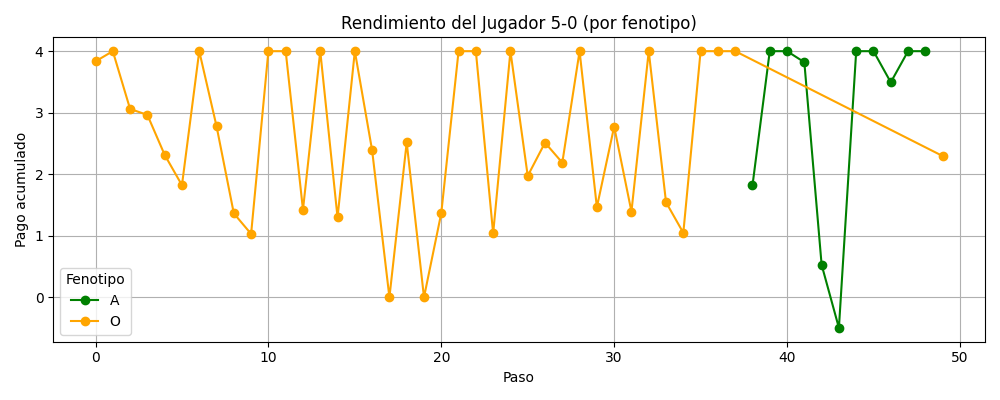 Rendimiento del Jugador 5-0 (por fenotipo)
Pago acumulado
4
3
2
1
0
Fenotipo
A
O
0
10
20
30
40
50
Paso